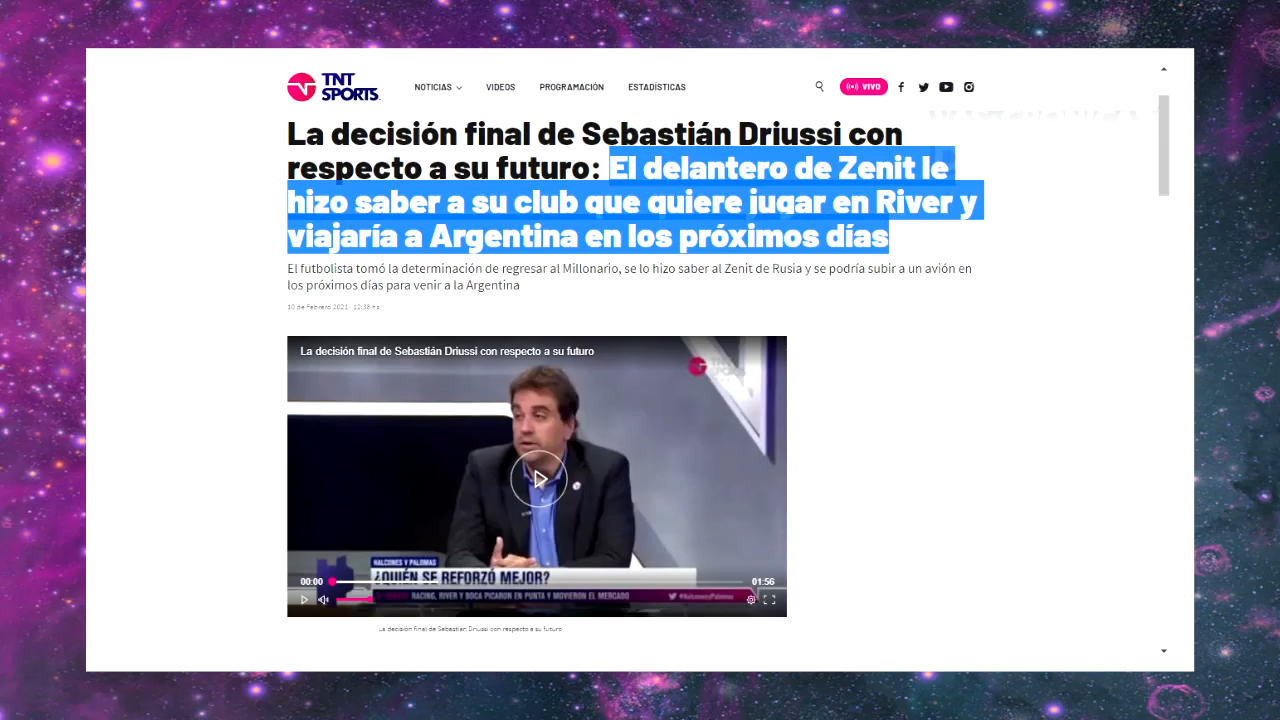 TNT
SPORTS
NOTICIAS
VIDEOS
PROGRAMACIÓN
ESTADÍSTICAS
VIVO
La decisión final de Sebastián Driussi con
respecto a su futuro: El delantero de Zenit le
hizo saber a su club que quiere jugar en River y
viajaría a Argentina en los próximos días
El futbolista tomó la determinación de regresar al Millonario, se lo hizo saber al Zenit de Rusia y se podría subir a un avión en
los próximos días para venir a la Argentina
10 de Febrero 2021 · 12:38 hs
La decisión final de Sebastián Driussi con respecto a su futuro
TNT
SPORTS
HALCONES Y PALOMAS
¿QUIÉN SE REFORZÓ MEJOR?
RACING, RIVER Y BOCA PICARON EN PUNTA Y MOVIERON EL MERCADO
#HalconesyPalomas
00:00
01:56
La decisión final de Sebastián Driussi con respecto a su futuro